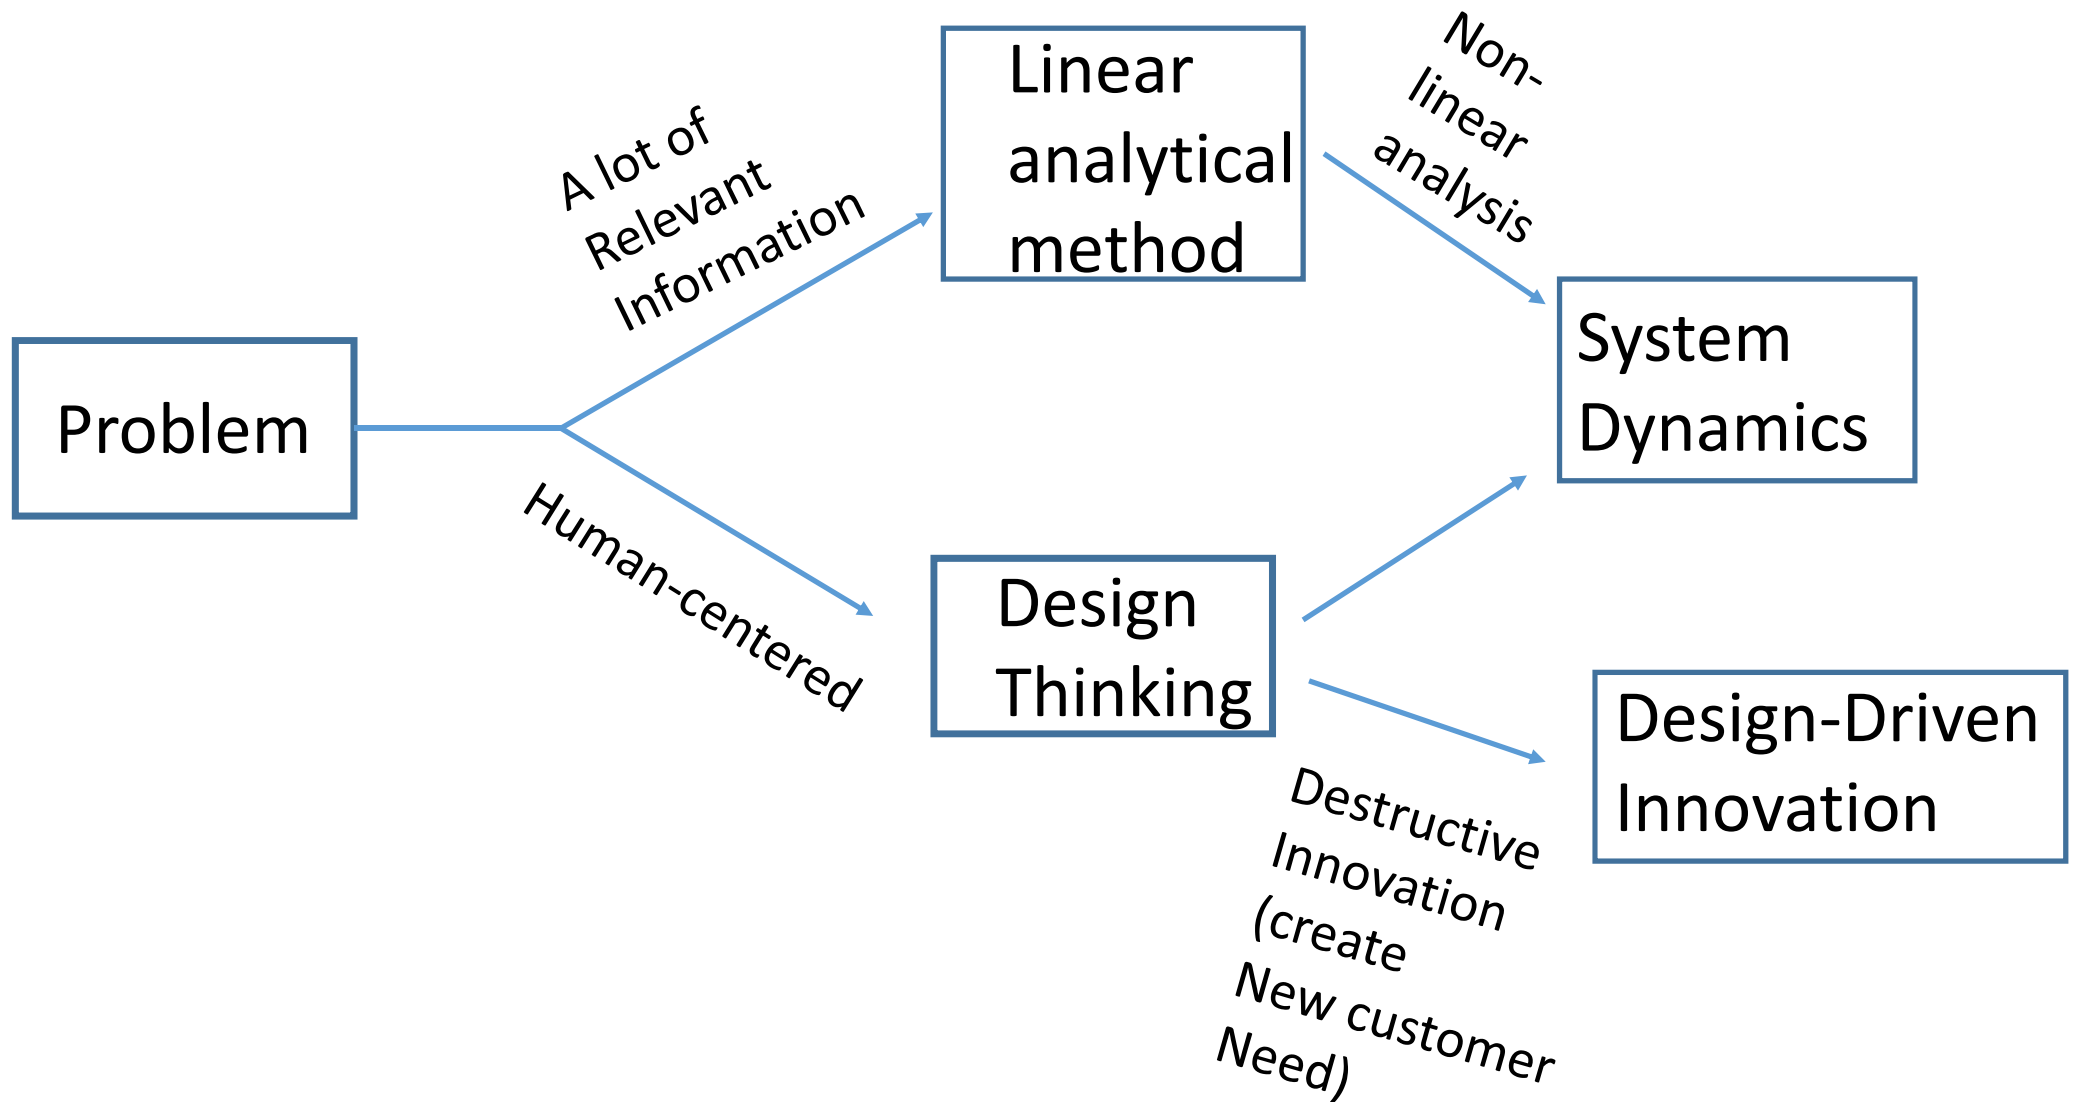 Problem
A lot of
Relevant
Information
Human-centered
Linear
analytical
method
Non-
linear
analysis
Design
Thinking
System
Dynamics
Destructive
Innovation
(create
New customer
Need)
Design-Driven
Innovation